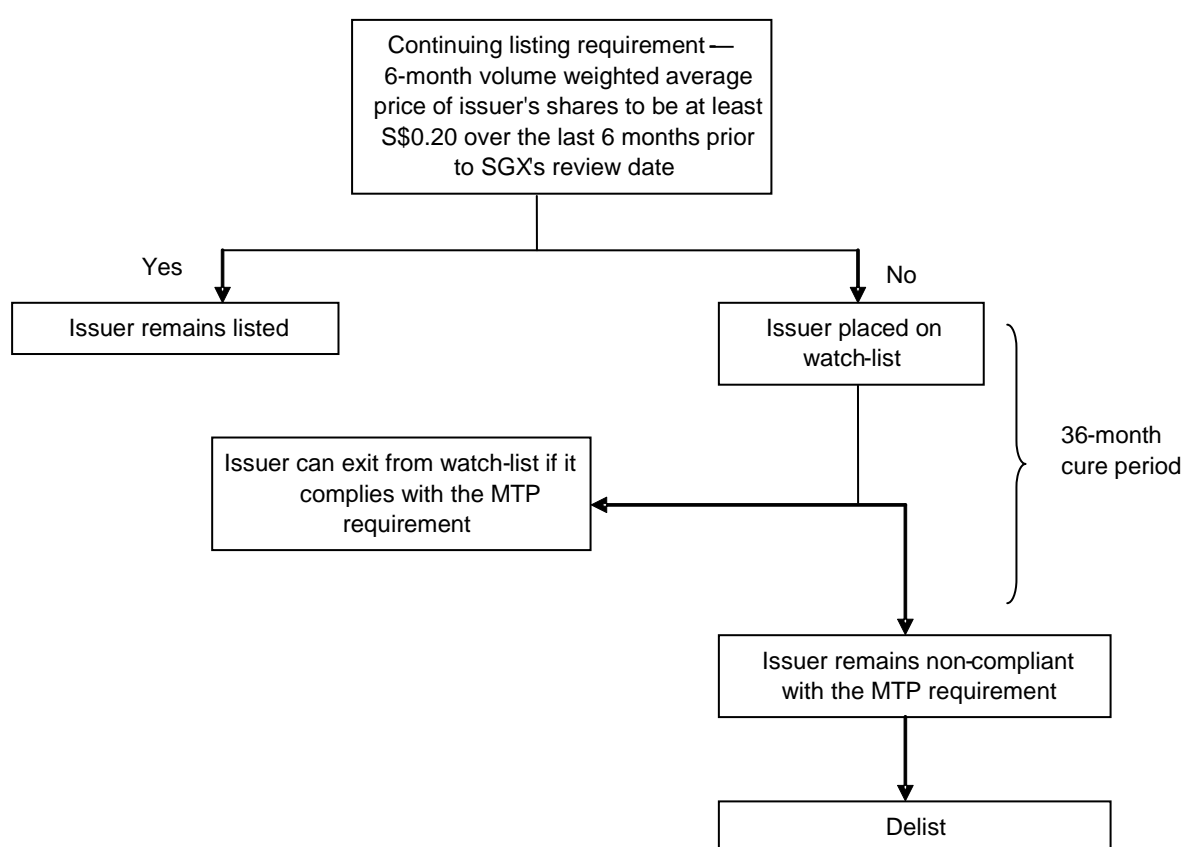 Continuing listing requirement —
6-month volume weighted average
price of issuer's shares to be at least
S$0.20 over the last 6 months prior
to SGX's review date
Yes
No
Issuer remains listed
Issuer placed on
watch-list
36-month
cure period
Issuer can exit from watch-list if it
complies with the MTP
requirement
Issuer remains non-compliant
with the MTP requirement
Delist